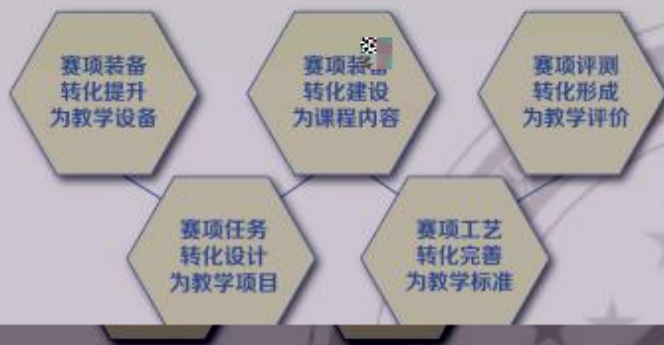 赛项装备
转化提升
为教学设备
赛项装
转化建设
为课程内容
赛项评测
转化形成
为教学评价
赛项任务
转化设计
为教学项目
赛项工艺
转化完善
为教学标准